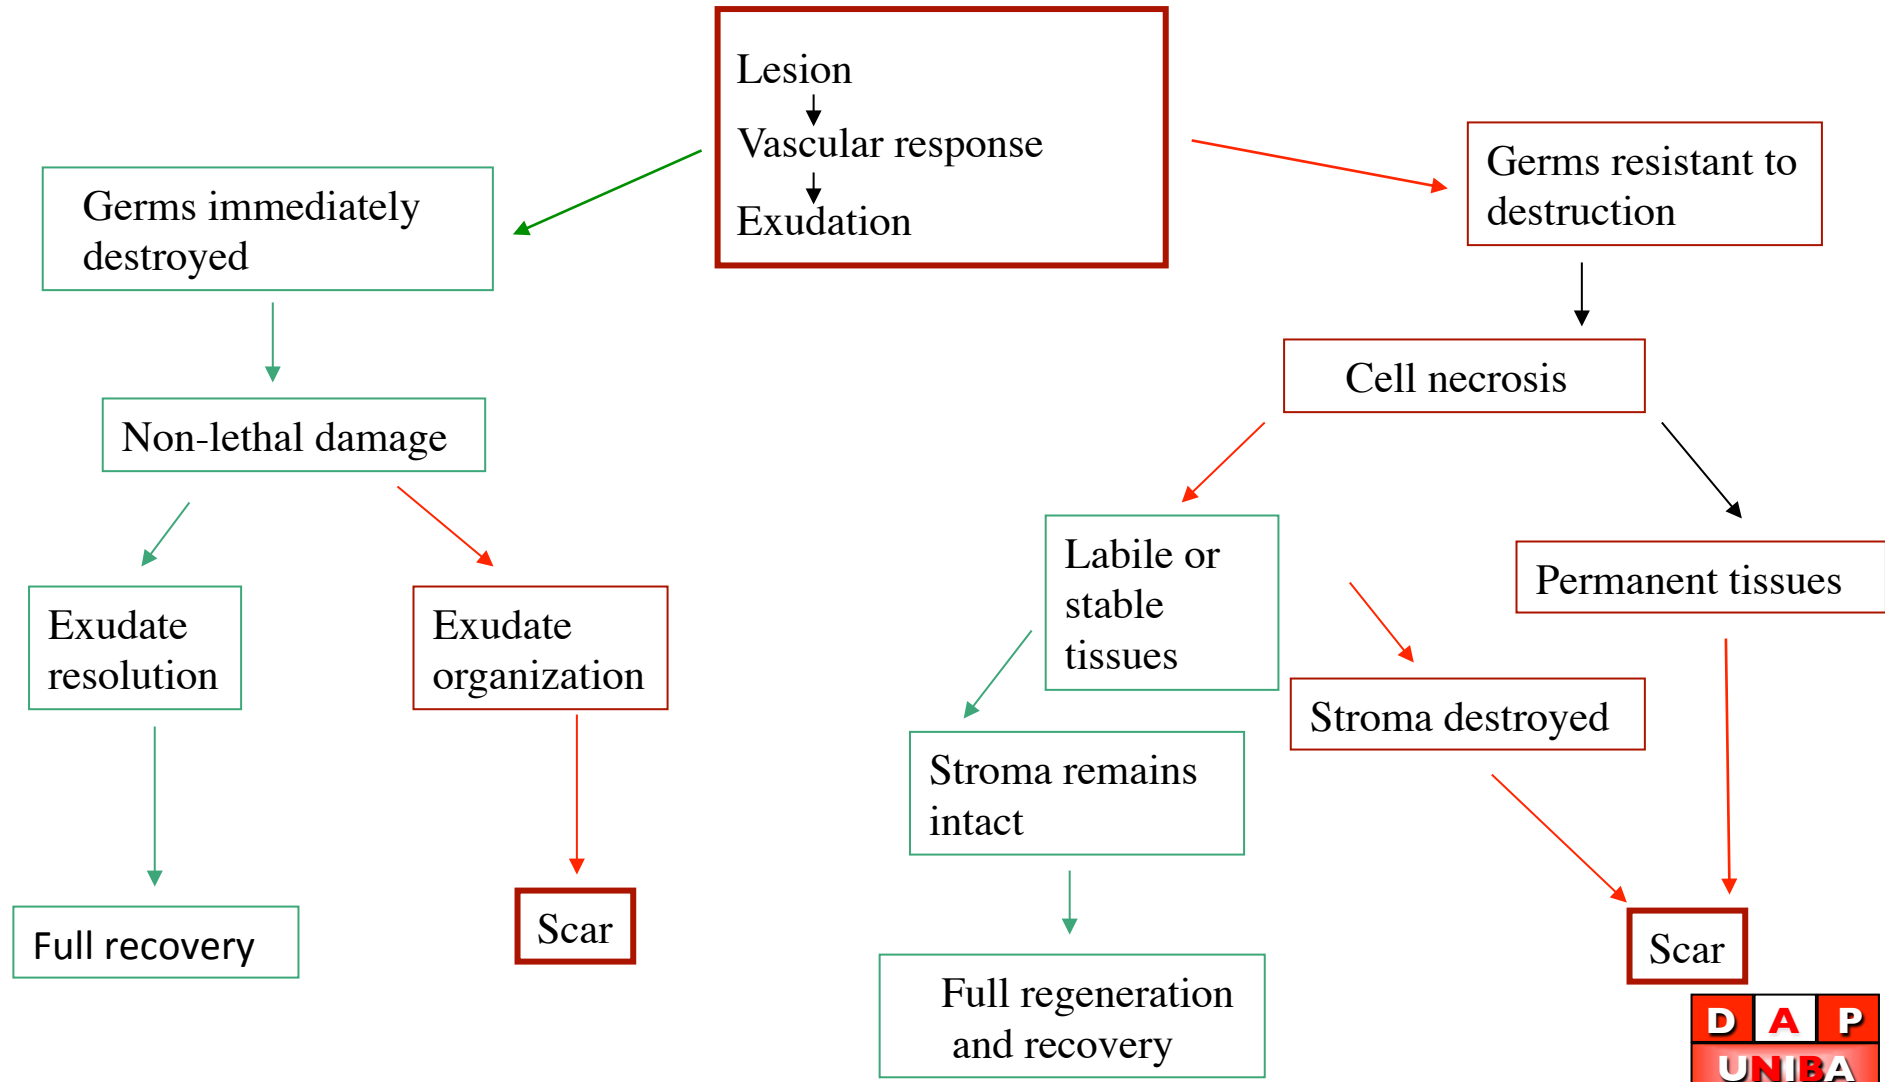 Lesion
Vascular response
Exudation
Germs immediately
destroyed
Germs resistant to
destruction
Non-lethal damage
Cell necrosis
Exudate
resolution
Exudate
organization
Labile or
stable
tissues
Permanent tissues
Stroma remains
intact
Stroma destroyed
Full recovery
Scar
Full regeneration
and recovery
Scar
D A P
UNIBA